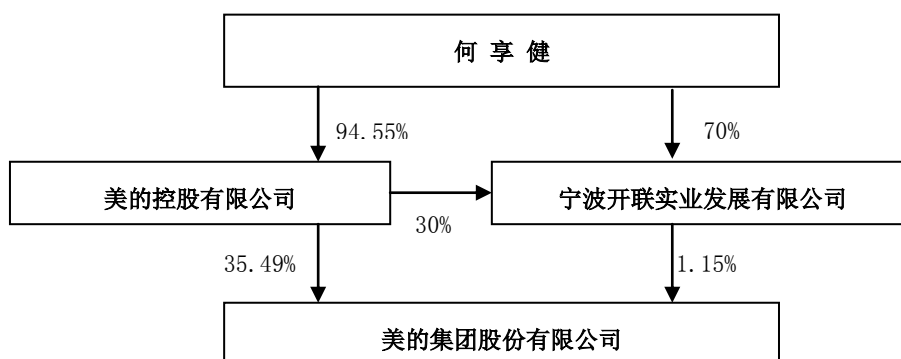 何 享 健
94.55%
70%
美的控股有限公司
宁波开联实业发展有限公司
30%
35.49%
1.15%
美的集团股份有限公司